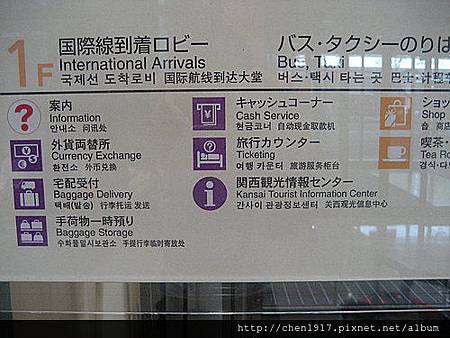 1F
国際線到着ロビー
International Arrivals
국제선 도착로비 国际航线到达大堂
バス・タクシーのりば
Bus, Taxi
버스·택시 타는 곳 巴士·计程车
?
案内
Information
안내소 问讯处
外貨両替所
Currency Exchange
환전소 外币兑换
宅配受付
Baggage Delivery
택배(발송) 行李托运 发送
手荷物一時預り
Baggage Storage
수화물일시보관소 手提行李临时寄放处
キャッシュコーナー
Cash Service
현금코너 自动现金取款机
旅行カウンター
Ticketing
여행 카운터 旅游服务柜台
i
関西観光情報センター
Kansai Tourist Information Center
간사이 관광정보센터 关西观光信息中心
ショッ
Shop
숍 商店
喫茶・
Tea Ro
경식·다
http://chen1917.pixnet.net/album